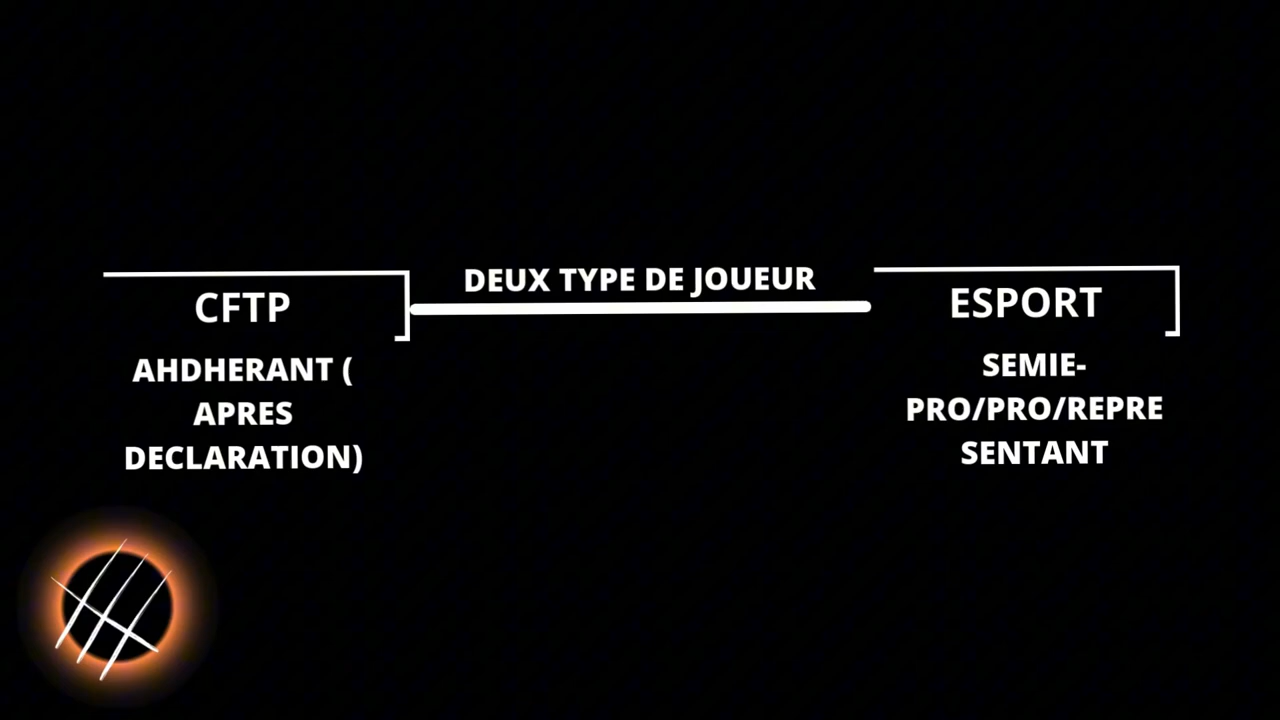 DEUX TYPE DE JOUEUR
CFTP
AHDHERANT (
APRES
DECLARATION)
ESPORT
SEMIE-
PRO/PRO/REPRE
SENTANT